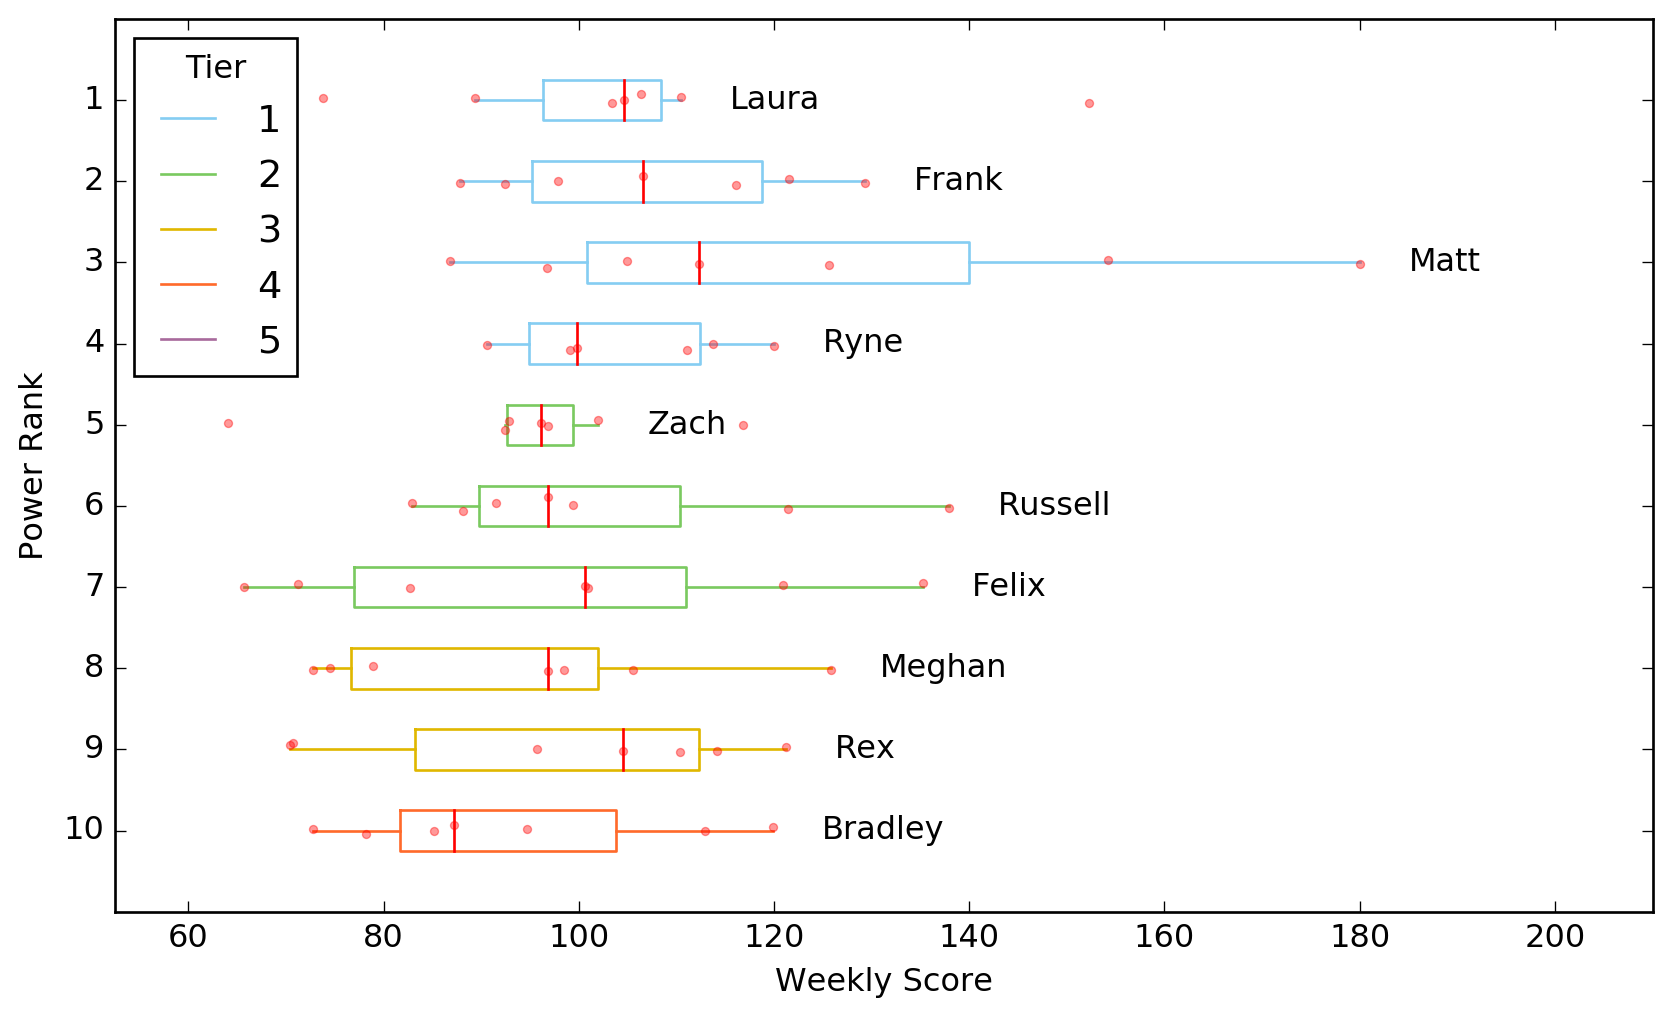 Tier
1
2
3
4
5
1
Laura
2
Frank
3
Matt
4
Ryne
5
Zach
6
Russell
7
Felix
8
Meghan
9
Rex
10
Bradley
Power Rank
60 80 100 120 140 160 180 200
Weekly Score